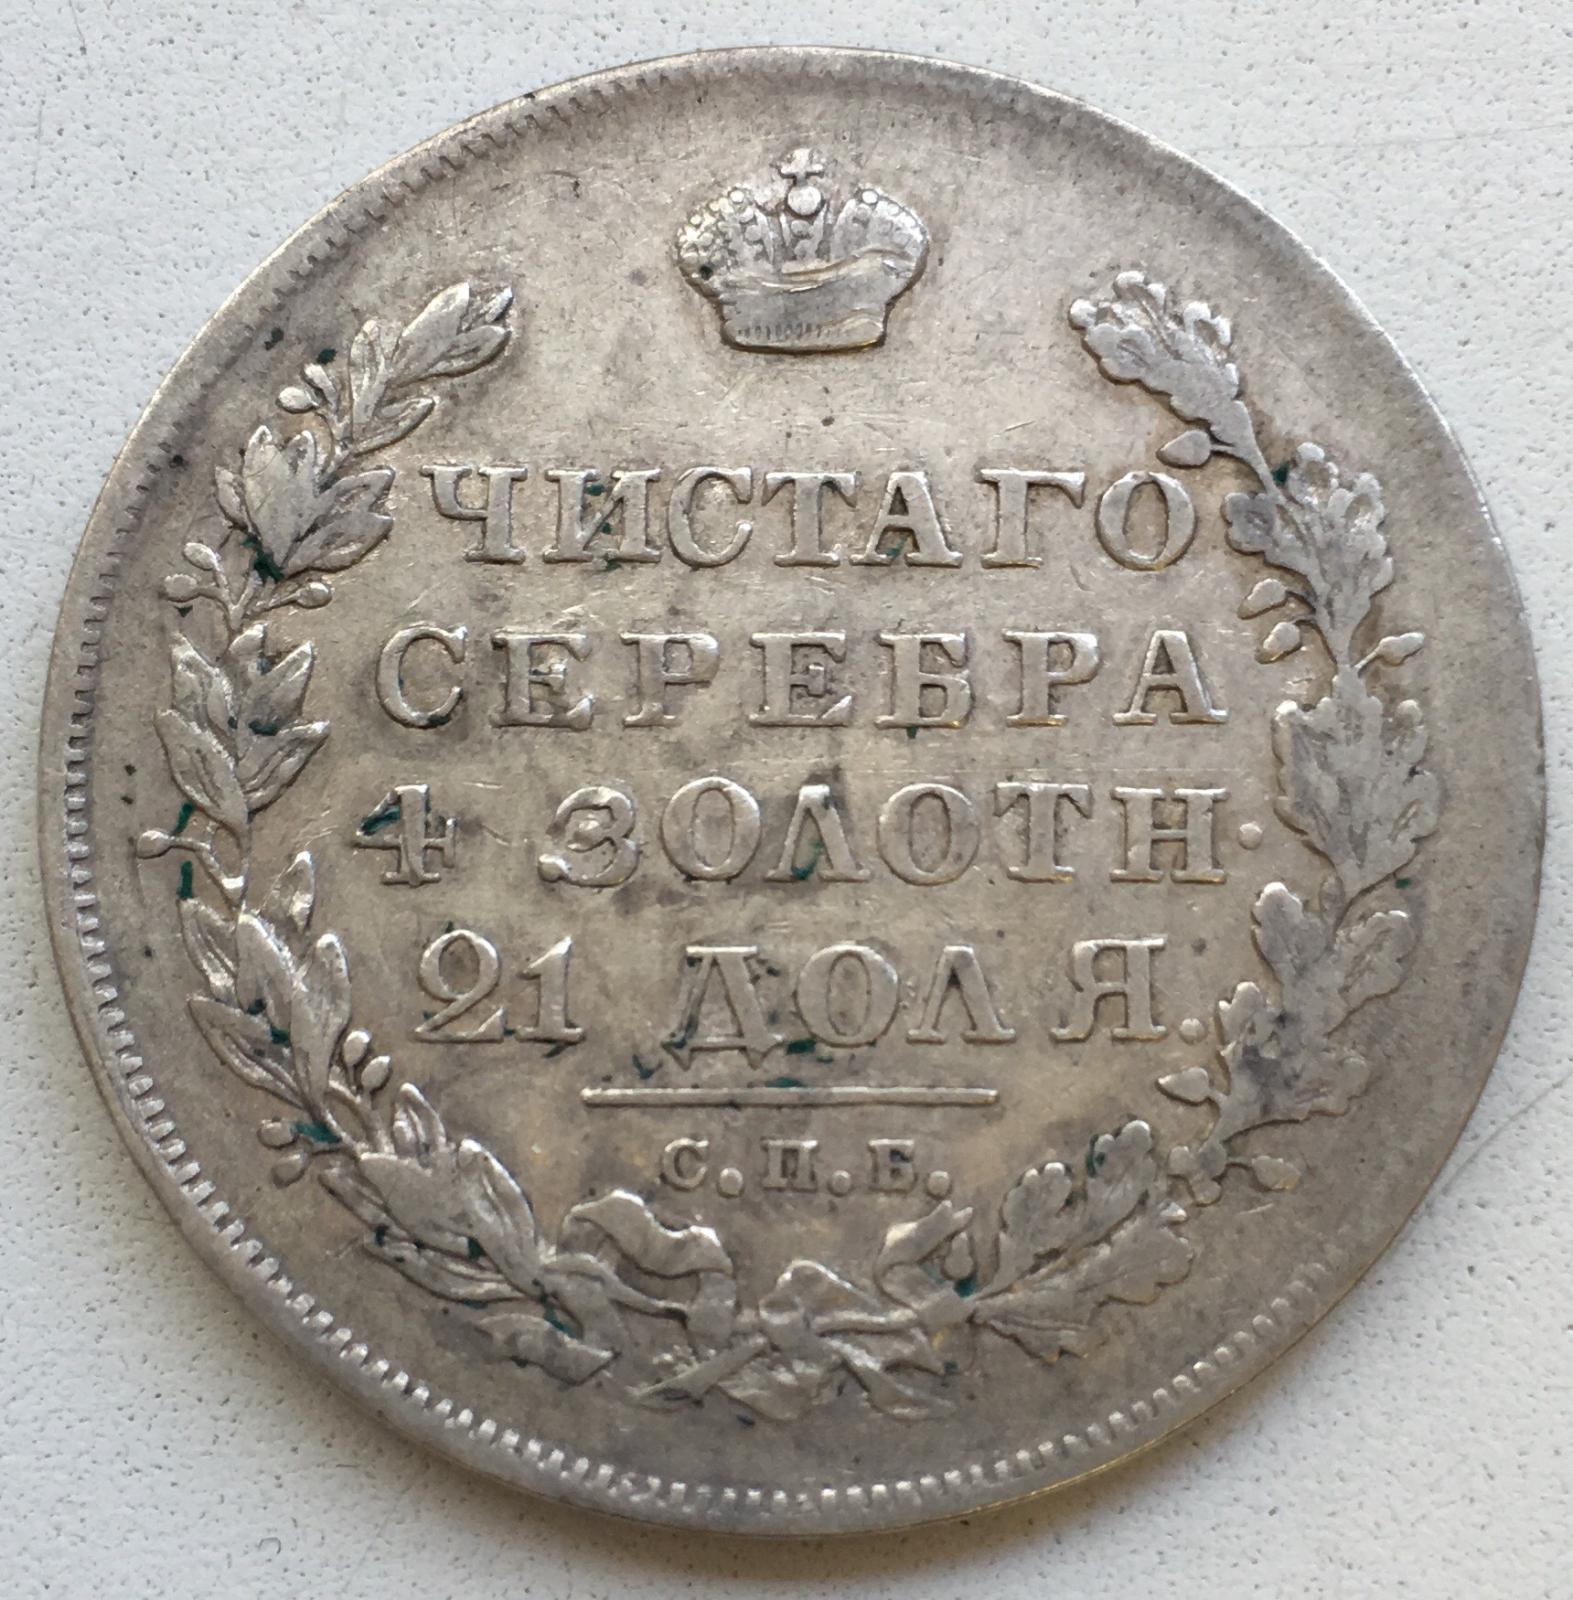 ЧИСТАГО
СЕРЕБРА
4 ЗОЛОТН.
21 ДОЛЯ.
С.П.Б.